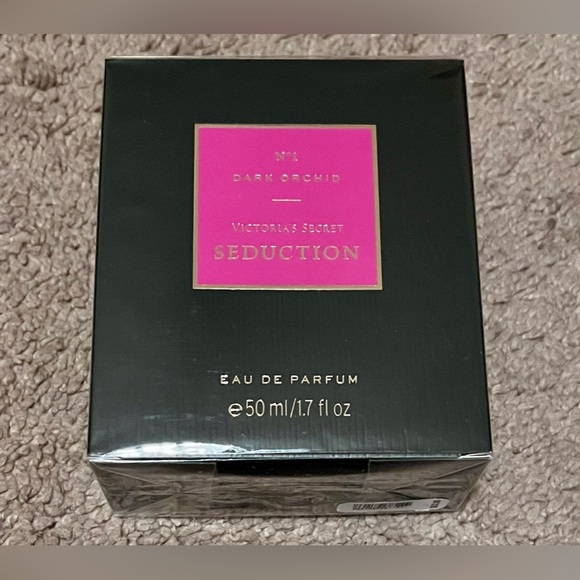 Nº1
DARK ORCHID
VICTORIA'S SECRET
SEDUCTION
EAU DE PARFUM
℮50 ml/1.7 fl oz